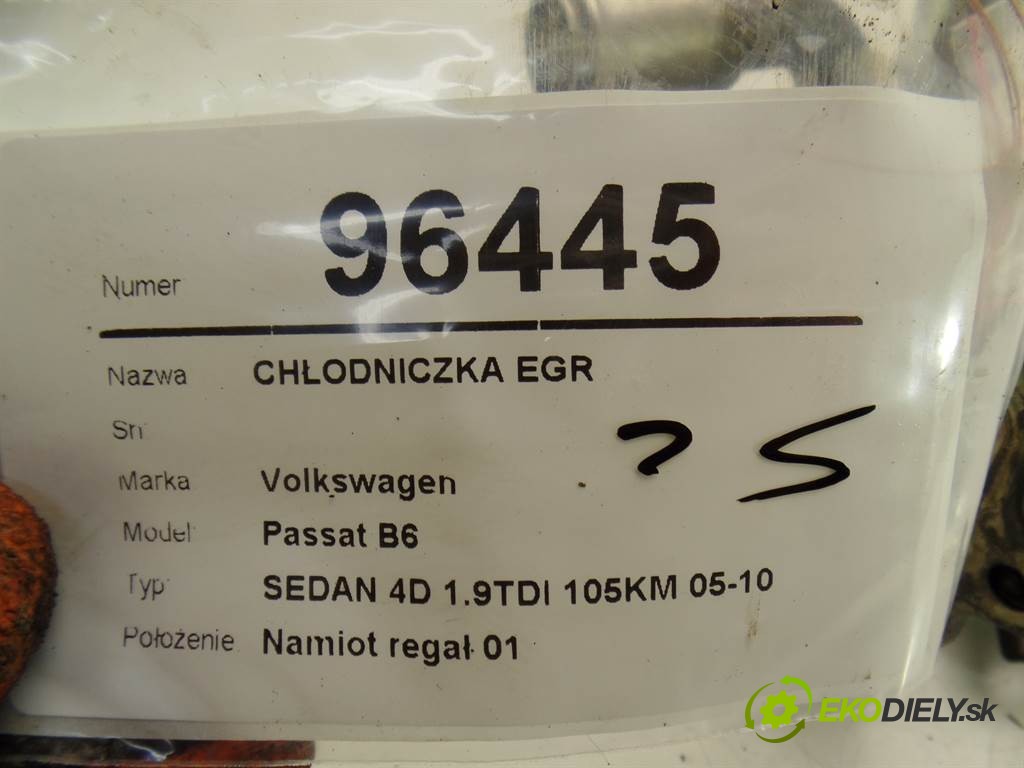 Numer 96445
Nazwa CHŁODNICZKA EGR
Sn
Marka Volkswagen
Model Passat B6
Typ SEDAN 4D 1.9TDI 105KM 05-10
Położenie Namiot regał 01
EKODIELY.sk